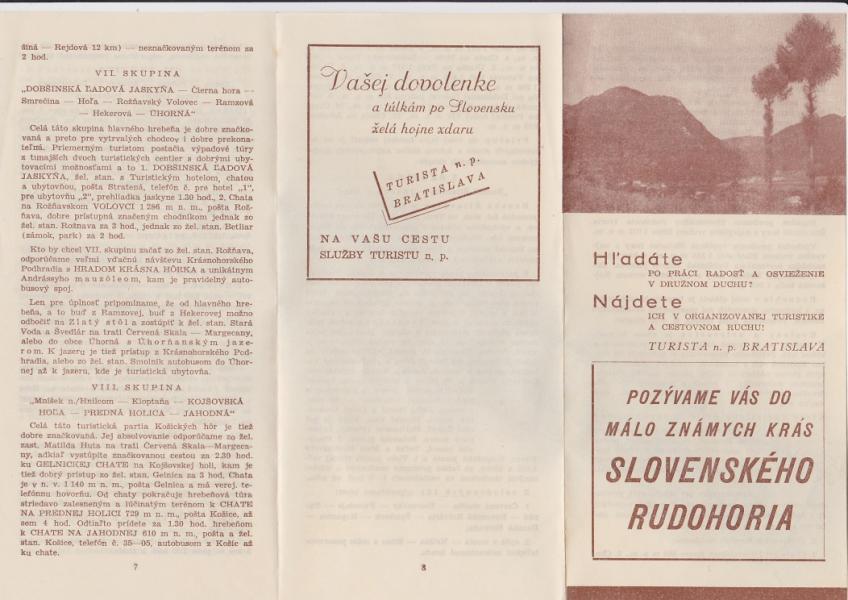 šiná — Rejdová 12 km) — neznačkovaným terénom za
2 hod.
VII. SKUPINA
„DOBŠINSKÁ ĽADOVÁ JASKYŇA — Čierna hora —
Smrečina — Hoľa — Rožňavský Volovec — Ramzová
— Hekerová — ÚHORNÁ“
Celá táto skupina hlavného hrebeňa je dobre značko-
vaná a preto pre vytrvalých chodcov i dobre prekona-
teľná. Priemerným turistom postačia výpadové túry
z tunajších dvoch turistických centier s dobrými uby-
tovacími možnosťami a to 1. DOBŠINSKÁ ĽADOVÁ
JASKYŇA, žel. stan. s Turistickým hotelom, chatou
a ubytovňou, pošta Stratená, telefón č. pre hotel „1“,
pre ubytovňu „2“, prehliadka jaskyne 1.30 hod., 2. Chata
na Rožňavskom VOLOVCI 1 286 m n. m., pošta Rož-
ňava, dobre prístupná značeným chodníkom jednak zo
žel. stan. Rožnava za 3 hod., jednak zo žel. stan. Betliar
(zámok, park) za 2 hod.
Kto by chcel VII. skupinu začať zo žel. stan. Rožňava,
odporúčame veľmi vďačnú návštevu Krásnohorského
Podhradia s HRADOM KRÁSNA HÔRKA a unikátnym
Andrássyho mauzóleom, kam je pravidelný auto-
busový spoj.
Len pre úplnosť pripomíname, že od hlavného hre-
beňa, a to buď z Ramzovej, buď z Hekerovej možno
odbočiť na Zlatý stôl a zostúpiť k žel. stan. Stará
Voda a Švedlár na trati Červená Skala — Margecany,
alebo do obce Úhorná s Úhorňanským jaze-
rom. K jazeru je tiež prístup z Krásnohorského Pod-
hradia, alebo zo žel. stan. Smolník autobusom do Úhor-
nej až k jazeru, kde je turistická ubytovňa.
VIII. SKUPINA
„Mníšek n./Hnilcom — Kloptaňa — KOJŠOVSKÁ
HOĽA — PREDNÁ HOLICA — JAHODNÁ“
Celá táto turistická partia Košických hôr je tiež
dobre značkovaná. Jej absolvovanie odporúčame zo žel.
zast. Matilda Huta na trati Červená Skala—Margeca-
ny, adkiaľ vystúpite značkovanou cestou za 2.30 hod.
ku GELNICKEJ CHATE na Kojšovskej holi, kam je
tiež dobrý prístup zo žel. stan. Gelnica za 3 hod. Chata
je v n. v. 1 140 m n. m., pošta Gelnica a má verej. te-
lefónnu hovorňu. Od chaty pokračuje hrebeňová túra
striedavo zalesneným a lúčinatým terénom k CHATE
NA PREDNEJ HOLICI 729 m n. m., pošta Košice, až
sem 4 hod. Odtiaľto prídete za 1.30 hod. hrebeňom
k CHATE NA JAHODNEJ 610 m n. m., pošta a žel.
stan. Košice, telefón č. 35—05, autobusom z Košíc až
ku chate.
7
Vašej dovolenke
a túlkám po Slovensku
želá hojne zdaru
TURISTA n. p.
BRATISLAVA
NA VAŠU CESTU
SLUŽBY TURISTU n. p.
8
Hľadáte
PO PRÁCI RADOSŤ A OSVIEŽENIE
V DRUŽNOM DUCHU?
Nájdete
ICH V ORGANIZOVANEJ TURISTIKE
A CESTOVNOM RUCHU!
TURISTA n. p. BRATISLAVA
POZÝVAME VÁS DO
MÁLO ZNÁMYCH KRÁS
SLOVENSKÉHO
RUDOHORIA